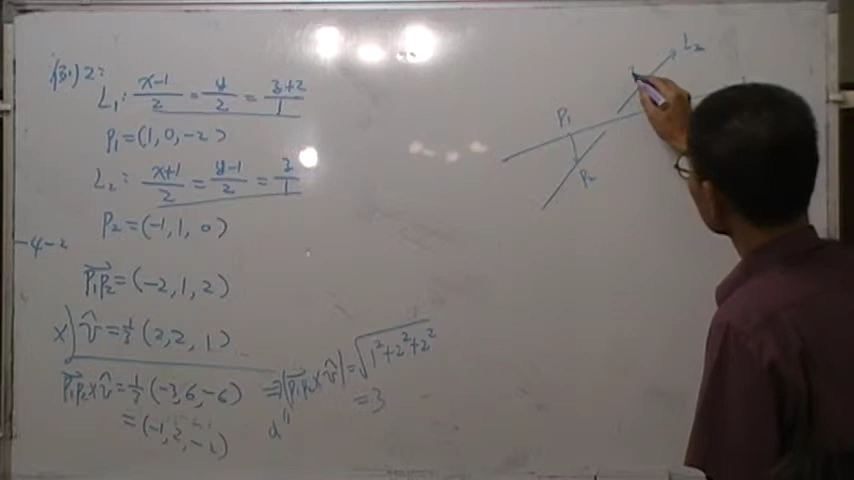 例3.1) 2:
L₁: (x-1)/2 = y/2 = (3+2)/1
P₁=(1,0,-2)
L₂: (x+1)/2 = (y-1)/2 = 3/1
P₂=(-1,1,0)
-4-2
P₁P₂=(-2,1,2)
x) v̂=1/3(2,2,1)
P₁P₂×v̂=1/3(-3,6,-6)
=(-1,2,-2)
⇒|P₁P₂×v̂|=√(1²+2²+2²)
d" =3
L₂
P₁
P₂